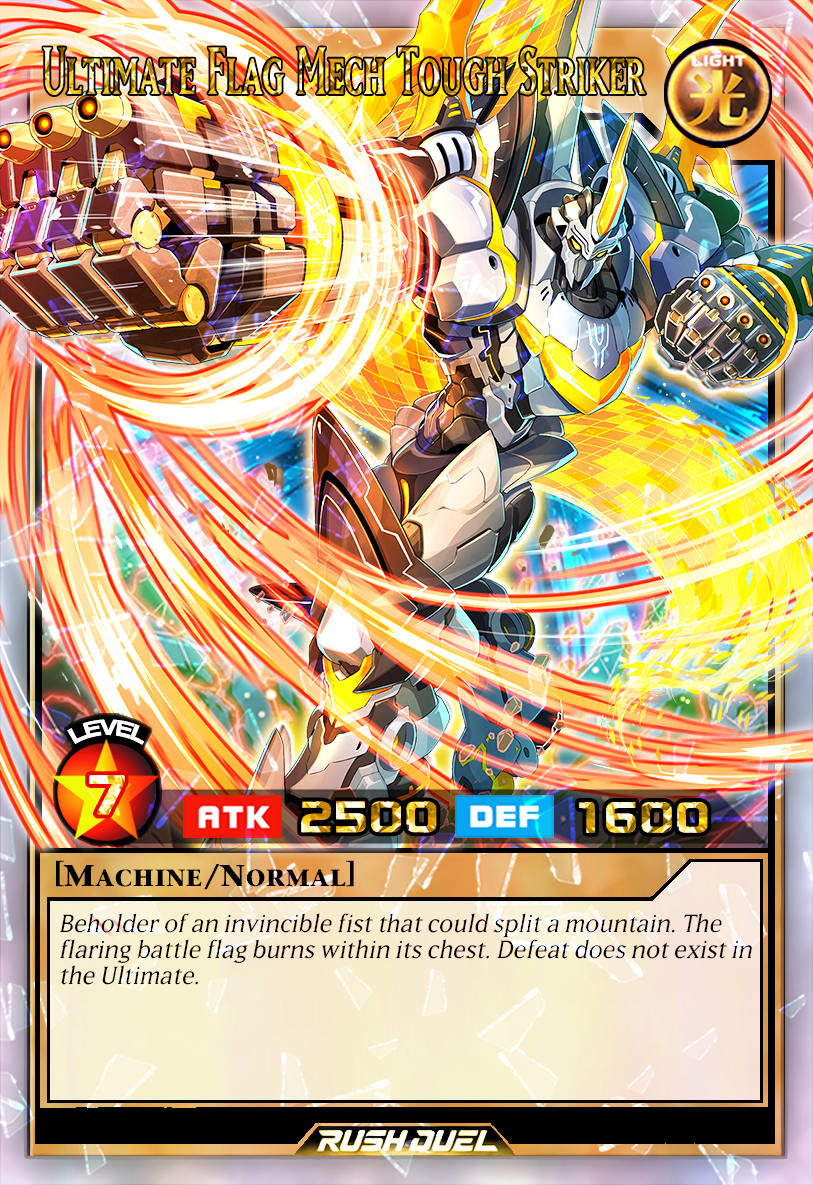 Ultimate Flag Mech Tough Striker
LIGHT
光
LEVEL
7
ATK 2500 DEF 1600
[Machine/Normal]
Beholder of an invincible fist that could split a mountain. The
flaring battle flag burns within its chest. Defeat does not exist in
the Ultimate.
RUSH DUEL